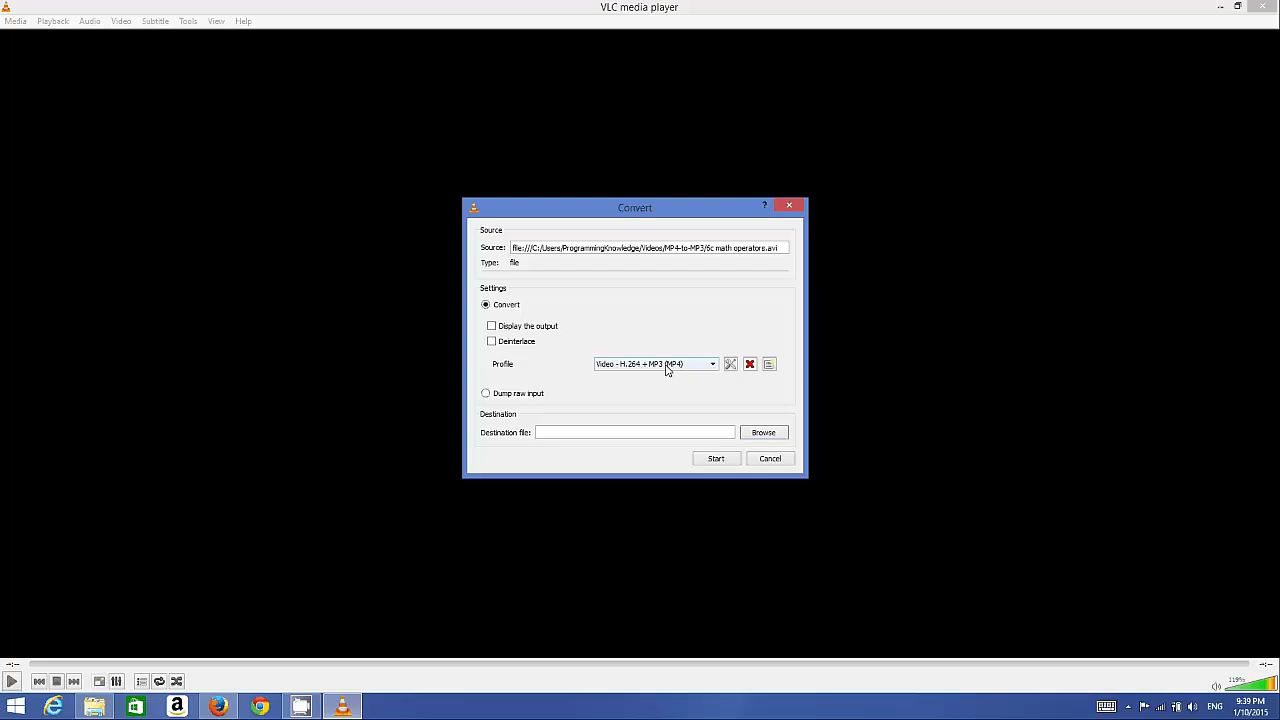 VLC media player
Media Playback Audio Video Subtitle Tools View Help
Convert
?
Source
Source: file:///C:/Users/ProgrammingKnowledge/Videos/MP4-to-MP3/6c math operators.avi
Type: file
Settings
Convert
Display the output
Deinterlace
Profile Video - H.264 + MP3 (MP4)
Dump raw input
Destination
Destination file: Browse
Start Cancel
--:-- --:--
119%
ENG 9:39 PM
1/10/2015